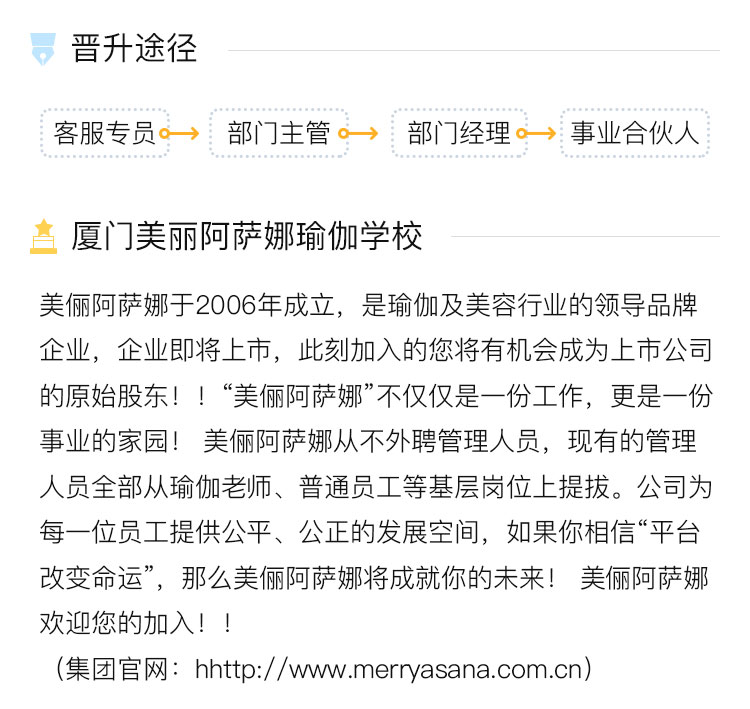 晋升途径
客服专员 部门主管 部门经理 事业合伙人
厦门美丽阿萨娜瑜伽学校
美俪阿萨娜于2006年成立，是瑜伽及美容行业的领导品牌
企业，企业即将上市，此刻加入的您将有机会成为上市公司
的原始股东！！“美俪阿萨娜”不仅仅是一份工作，更是一份
事业的家园！ 美俪阿萨娜从不外聘管理人员，现有的管理
人员全部从瑜伽老师、普通员工等基层岗位上提拔。公司为
每一位员工提供公平、公正的发展空间，如果你相信“平台
改变命运”，那么美俪阿萨娜将成就你的未来！ 美俪阿萨娜
欢迎您的加入！！
（集团官网：hhttp://www.merryasana.com.cn）